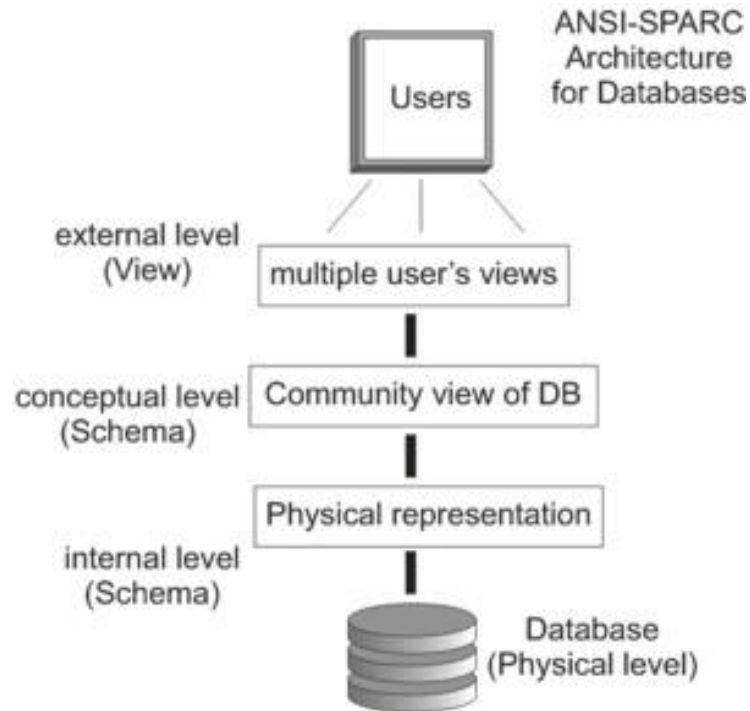 ANSI-SPARC
Architecture
for Databases
Users
external level
(View)
multiple user's views
conceptual level
(Schema)
Community view of DB
Physical representation
internal level
(Schema)
Database
(Physical level)